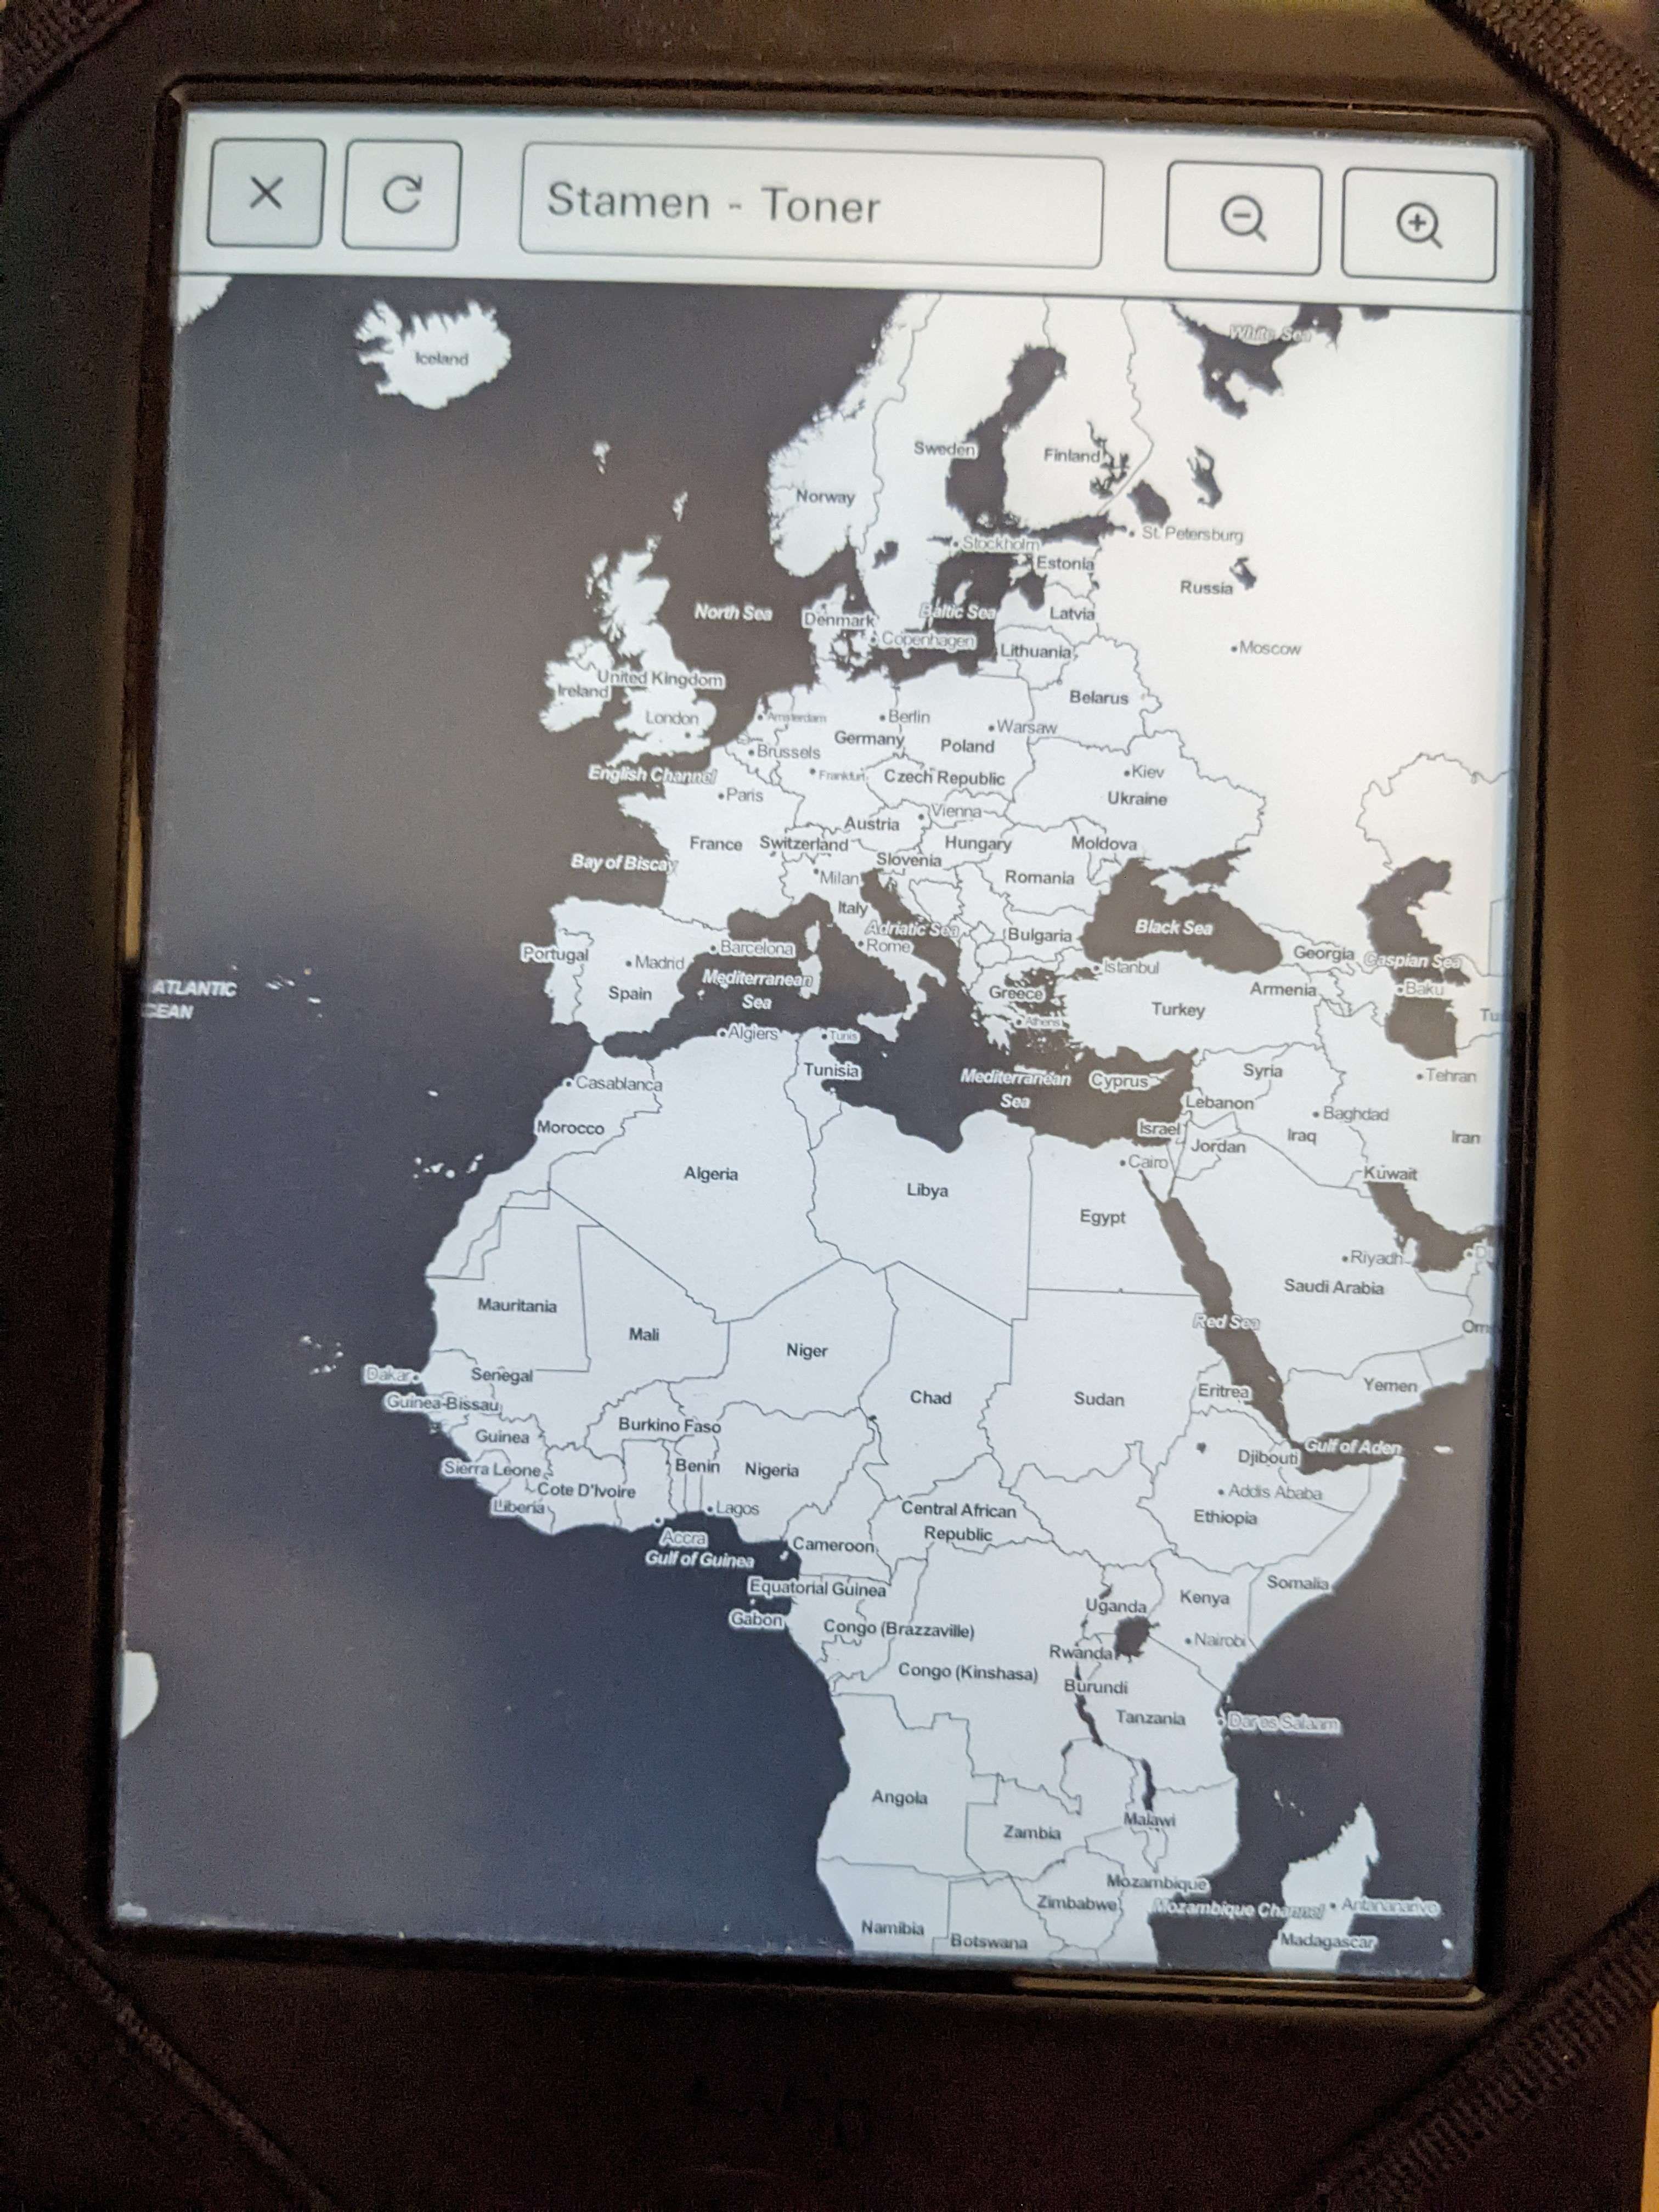 Stamen - Toner
White Sea
Iceland
Sweden
Finland
Norway
St. Petersburg
Stockholm
Estonia
Russia
North Sea
Denmark
Baltic Sea
Latvia
Copenhagen
Lithuania
Moscow
United Kingdom
Ireland
Belarus
London
Amsterdam
Berlin
Warsaw
Germany
Poland
Brussels
English Channel
Frankfurt
Czech Republic
Kiev
Paris
Ukraine
Vienna
Austria
France
Switzerland
Hungary
Moldova
Slovenia
Bay of Biscay
Milan
Romania
Italy
Adriatic Sea
Black Sea
Bulgaria
Portugal
Barcelona
Rome
Georgia
Caspian Sea
Madrid
Istanbul
Mediterranean
Sea
ATLANTIC
CEAN
Spain
Greece
Armenia
Baku
Turkey
Tu
Athens
Algiers
Tunis
Tunisia
Casablanca
Mediterranean
Sea
Cyprus
Syria
Tehran
Lebanon
Baghdad
Morocco
Israel
Jordan
Iraq
Iran
Cairo
Kuwait
Algeria
Libya
Egypt
Riyadh
D
Saudi Arabia
Mauritania
Red Sea
Om
Mali
Niger
Dakar
Senegal
Chad
Sudan
Eritrea
Yemen
Guinea-Bissau
Burkino Faso
Guinea
Gulf of Aden
Djibouti
Sierra Leone
Benin
Nigeria
Cote D'Ivoire
Addis Ababa
Liberia
Lagos
Central African
Republic
Ethiopia
Accra
Gulf of Guinea
Cameroon
Equatorial Guinea
Somalia
Kenya
Uganda
Gabon
Congo (Brazzaville)
Nairobi
Rwanda
Congo (Kinshasa)
Burundi
Tanzania
Dar es Salaam
Angola
Malawi
Zambia
Mozambique
Zimbabwe
Mozambique Channel
Antananarivo
Namibia
Botswana
Madagascar